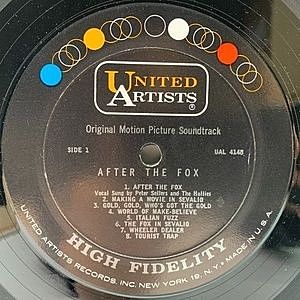 UNITED
ARTISTS®
Original Motion Picture Soundtrack
SIDE 1
UAL 4148
AFTER THE FOX
1. AFTER THE FOX
Vocal Sung by Peter Sellers and The Hollies
2. MAKING A MOVIE IN SEVALIO
3. GOLD, GOLD, WHO'S GOT THE GOLD
4. WORLD OF MAKE-BELIEVE
5. ITALIAN FUZZ
6. THE FOX IN SEVALIO
7. WHEELER DEALER
8. TOURIST TRAP
HIGH FIDELITY
UNITED ARTISTS RECORDS, INC. NEW YORK 19, N.Y. MADE IN U.S.A.